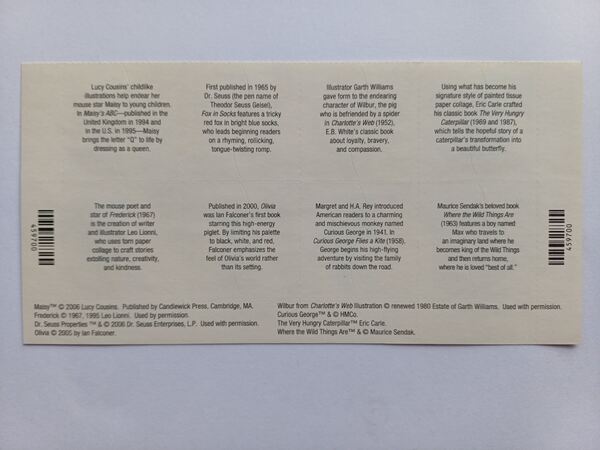 Lucy Cousins' childlike
illustrations help endear her
mouse star Maisy to young children.
In Maisy's ABC—published in the
United Kingdom in 1994 and
in the U.S. in 1995—Maisy
brings the letter "Q" to life by
dressing as a queen.
First published in 1965 by
Dr. Seuss (the pen name of
Theodor Seuss Geisel),
Fox in Socks features a tricky
red fox in bright blue socks,
who leads beginning readers
on a rhyming, rollicking,
tongue-twisting romp.
Illustrator Garth Williams
gave form to the endearing
character of Wilbur, the pig
who is befriended by a spider
in Charlotte's Web (1952),
E.B. White's classic book
about loyalty, bravery,
and compassion.
Using what has become his
signature style of painted tissue
paper collage, Eric Carle crafted
his classic book The Very Hungry
Caterpillar (1969 and 1987),
which tells the hopeful story of a
caterpillar's transformation into
a beautiful butterfly.
The mouse poet and
star of Frederick (1967)
is the creation of writer
and illustrator Leo Lionni,
who uses torn paper
collage to craft stories
extolling nature, creativity,
and kindness.
Published in 2000, Olivia
was Ian Falconer's first book
starring this high-energy
piglet. By limiting his palette
to black, white, and red,
Falconer emphasizes the
feel of Olivia's world rather
than its setting.
Margret and H.A. Rey introduced
American readers to a charming
and mischievous monkey named
Curious George in 1941. In
Curious George Flies a Kite (1958),
George begins his high-flying
adventure by visiting the family
of rabbits down the road.
Maurice Sendak's beloved book
Where the Wild Things Are
(1963) features a boy named
Max who travels to
an imaginary land where he
becomes king of the Wild Things
and then returns home,
where he is loved "best of all."
459700
459700
Maisy™ © 2006 Lucy Cousins. Published by Candlewick Press, Cambridge, MA.
Frederick © 1967, 1995 Leo Lionni. Used by permission.
Dr. Seuss Properties ™ & © 2006 Dr. Seuss Enterprises, L.P. Used with permission.
Olivia © 2005 by Ian Falconer.
Wilbur from Charlotte's Web Illustration © renewed 1980 Estate of Garth Williams. Used with permission.
Curious George™ & © HMCo.
The Very Hungry Caterpillar™ Eric Carle.
Where the Wild Things Are™ & © Maurice Sendak.